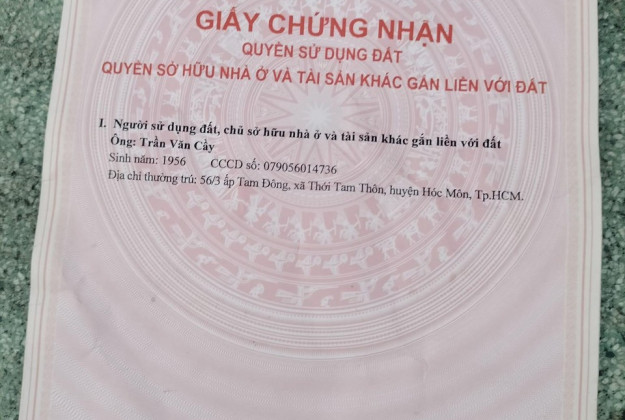 GIẤY CHỨNG NHẬN
QUYỀN SỬ DỤNG ĐẤT
QUYỀN SỞ HỮU NHÀ Ở VÀ TÀI SẢN KHÁC GẮN LIỀN VỚI ĐẤT
I. Người sử dụng đất, chủ sở hữu nhà ở và tài sản khác gắn liền với đất
Ông: Trần Văn Cầy
Sinh năm: 1956 CCCD số: 079056014736
Địa chỉ thường trú: 56/3 ấp Tam Đông, xã Thới Tam Thôn, huyện Hóc Môn, Tp.HCM.